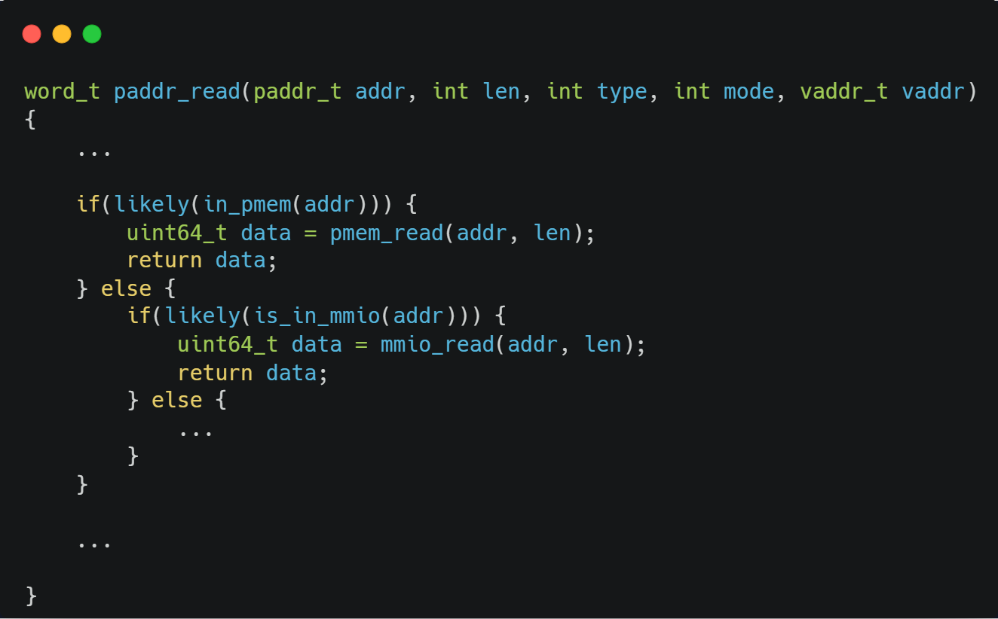 word_t paddr_read(paddr_t addr, int len, int type, int mode, vaddr_t vaddr)
{
    ...
    if(likely(in_pmem(addr))) {
        uint64_t data = pmem_read(addr, len);
        return data;
    } else {
        if(likely(is_in_mmio(addr))) {
            uint64_t data = mmio_read(addr, len);
            return data;
        } else {
            ...
        }
    }
    ...
}